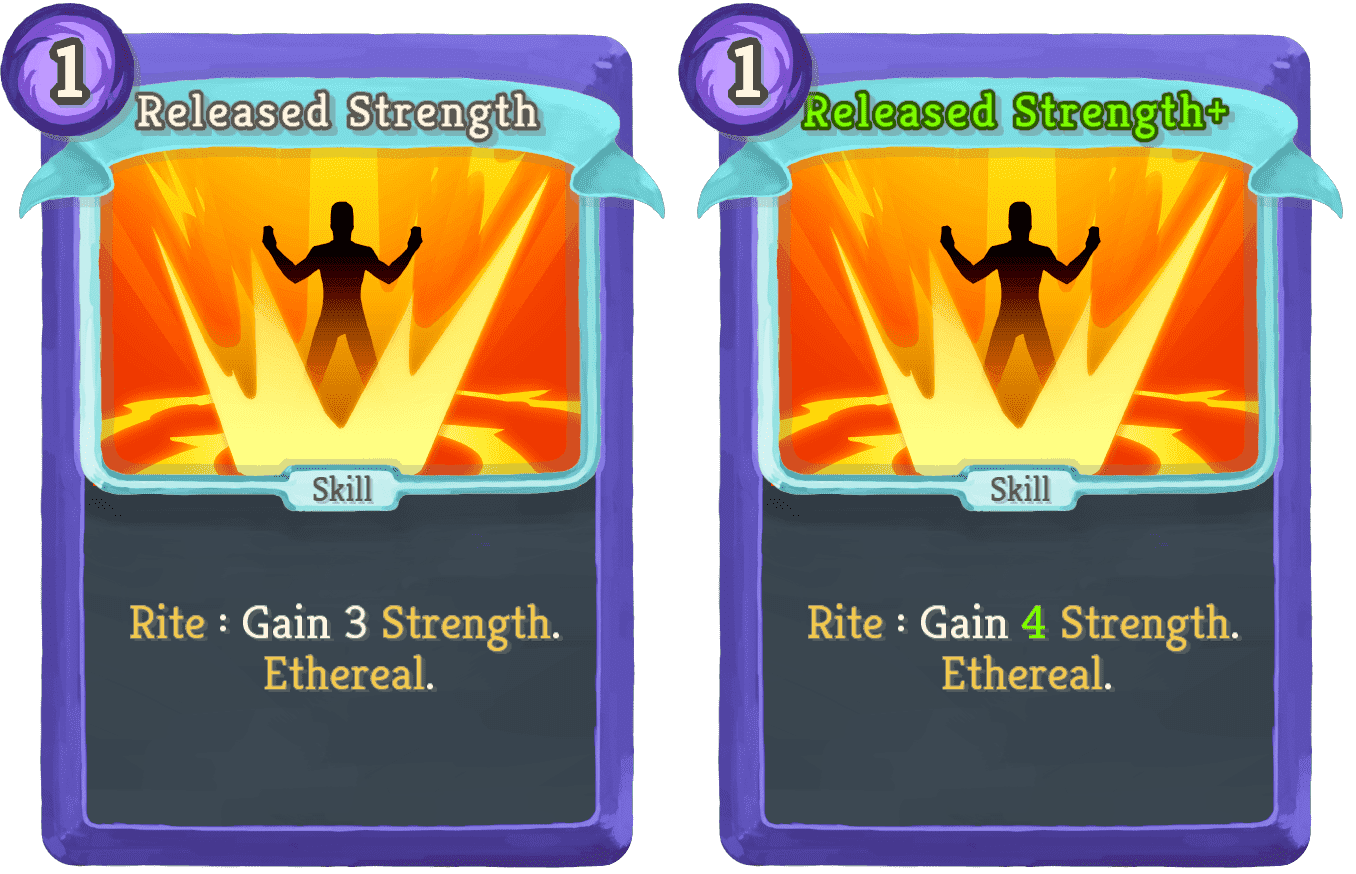 1
Released Strength
Skill
Rite : Gain 3 Strength.
Ethereal.
1
Released Strength+
Skill
Rite : Gain 4 Strength.
Ethereal.